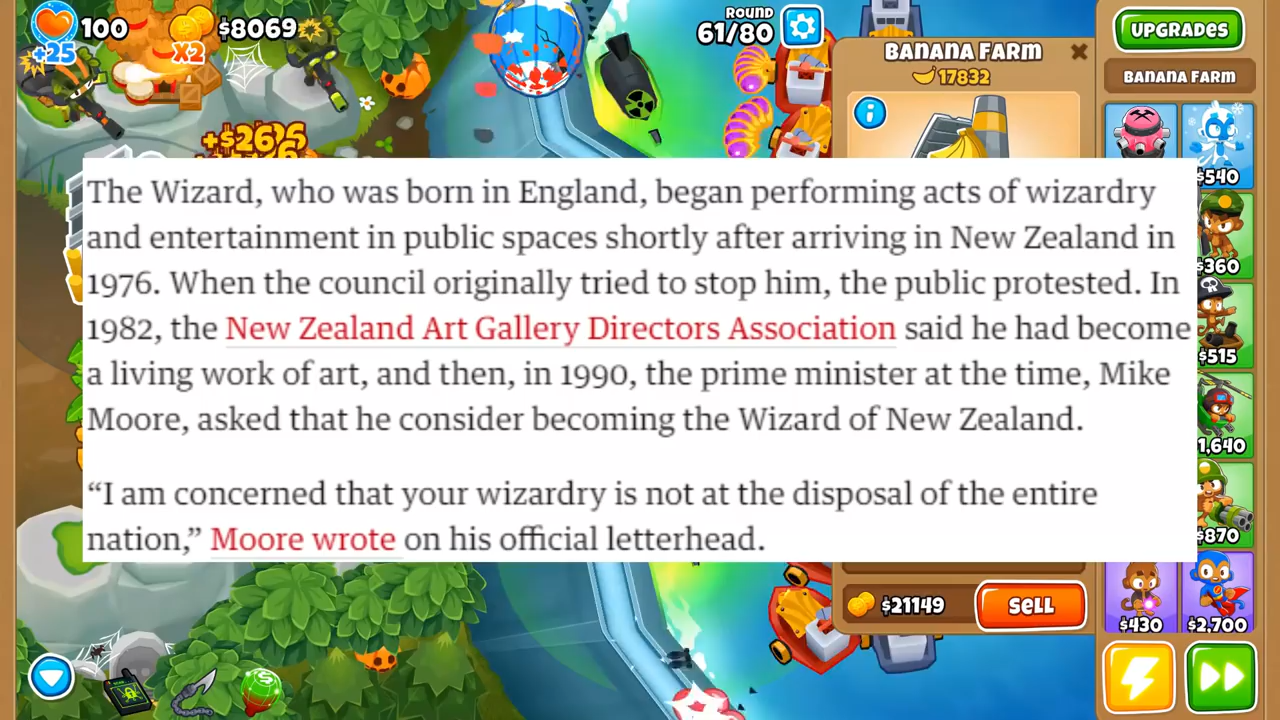 100
+25
X2
$8069
ROUND
61/80
BANANA FARM
17832
UPGRADES
BANANA FARM
+$2626
The Wizard, who was born in England, began performing acts of wizardry
and entertainment in public spaces shortly after arriving in New Zealand in
1976. When the council originally tried to stop him, the public protested. In
1982, the New Zealand Art Gallery Directors Association said he had become
a living work of art, and then, in 1990, the prime minister at the time, Mike
Moore, asked that he consider becoming the Wizard of New Zealand.
“I am concerned that your wizardry is not at the disposal of the entire
nation,” Moore wrote on his official letterhead.
$540
$360
$515
1,640
$870
$430
$2,700
$21149
SELL